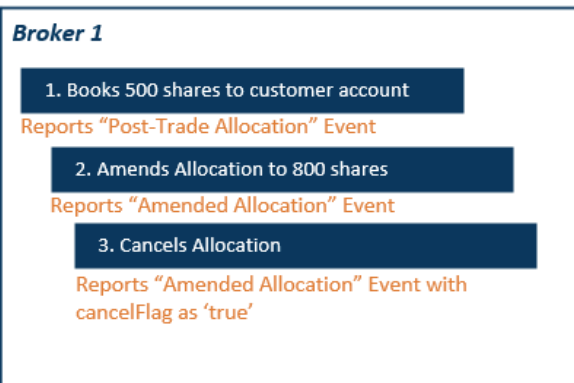 Broker 1
1. Books 500 shares to customer account
Reports “Post-Trade Allocation” Event
2. Amends Allocation to 800 shares
Reports “Amended Allocation” Event
3. Cancels Allocation
Reports “Amended Allocation” Event with
cancelFlag as ‘true’